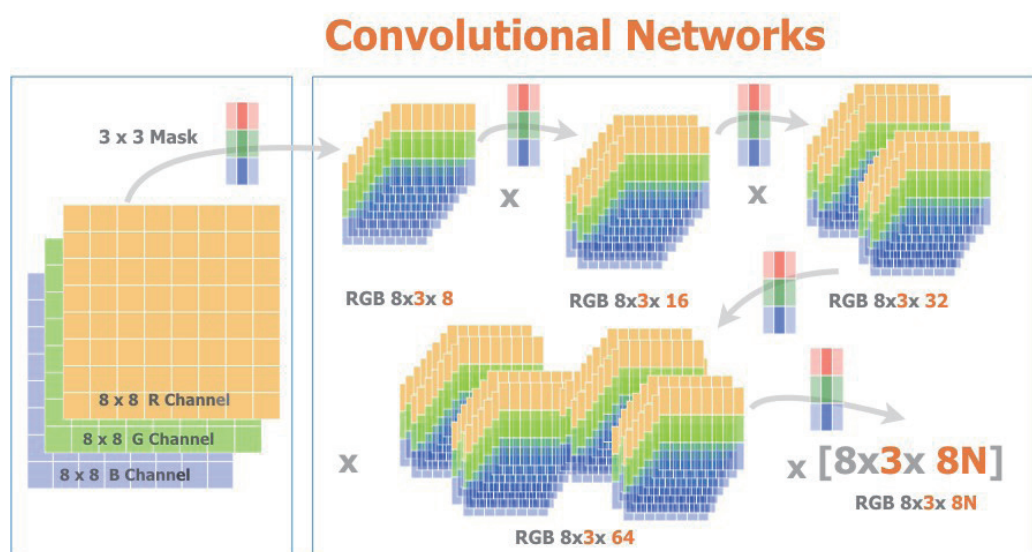 Convolutional Networks
3 x 3 Mask
8 x 8 R Channel
8 x 8 G Channel
8 x 8 B Channel
x
x
RGB 8x3x 8
RGB 8x3x 16
RGB 8x3x 32
x
x [8x3x 8N]
RGB 8x3x 8N
RGB 8x3x 64